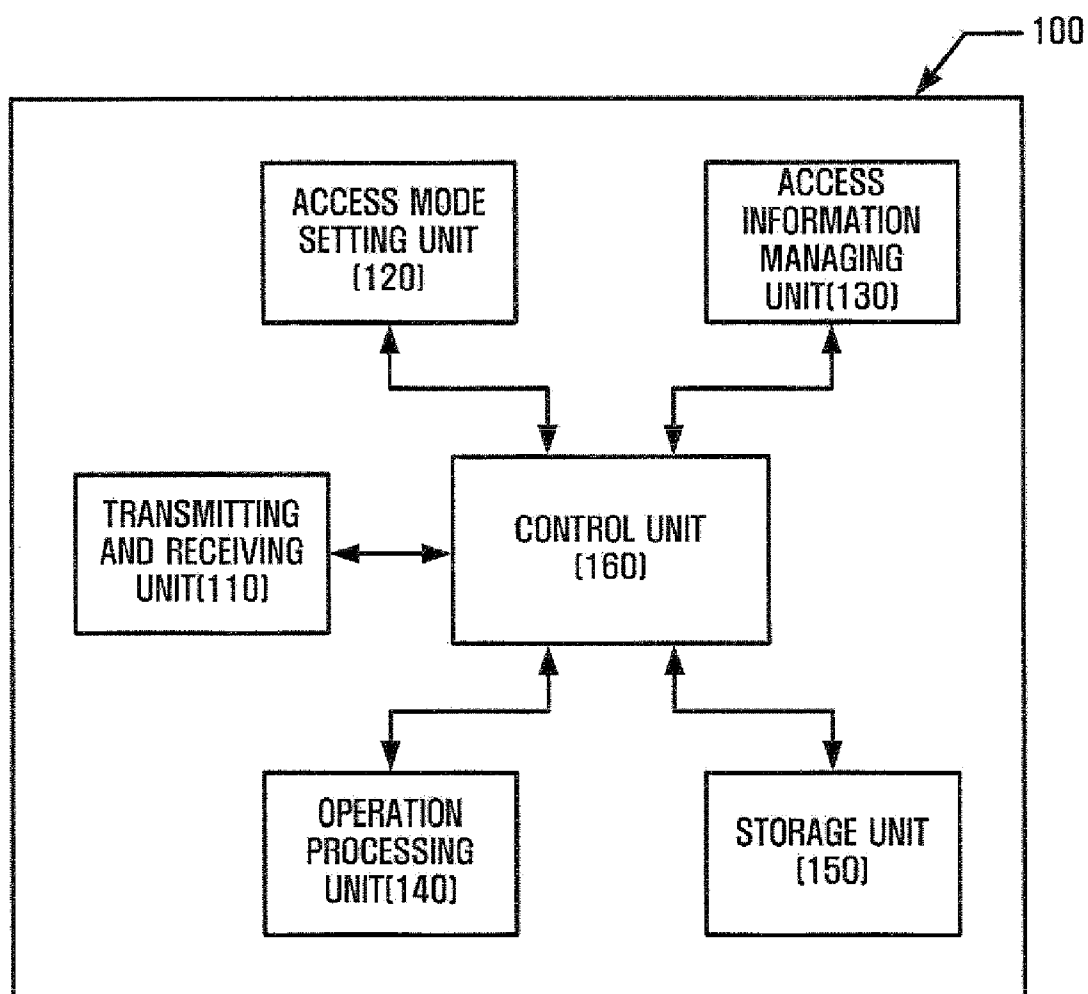 100
ACCESS MODE
SETTING UNIT
(120)
ACCESS
INFORMATION
MANAGING
UNIT(130)
TRANSMITTING
AND RECEIVING
UNIT(110)
CONTROL UNIT
(160)
OPERATION
PROCESSING
UNIT(140)
STORAGE UNIT
(150)